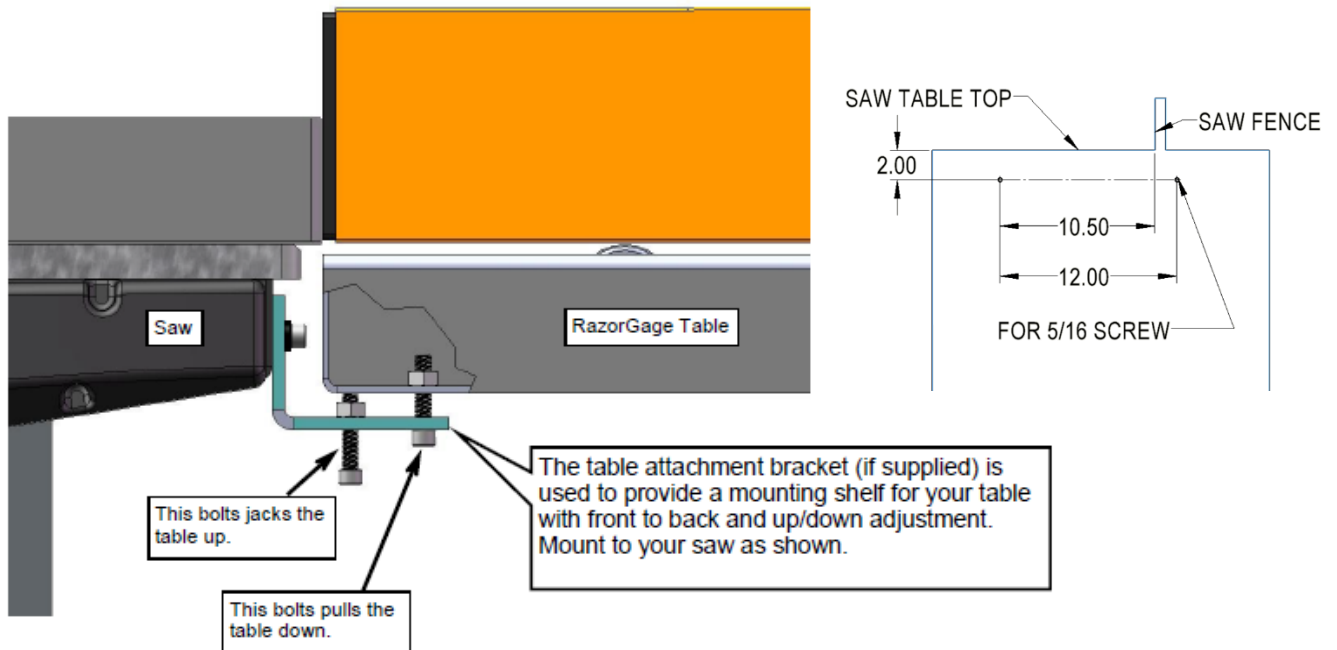 SAW TABLE TOP
SAW FENCE
2.00
10.50
12.00
FOR 5/16 SCREW
Saw
RazorGage Table
The table attachment bracket (if supplied) is
used to provide a mounting shelf for your table
with front to back and up/down adjustment.
Mount to your saw as shown.
This bolts jacks the
table up.
This bolts pulls the
table down.